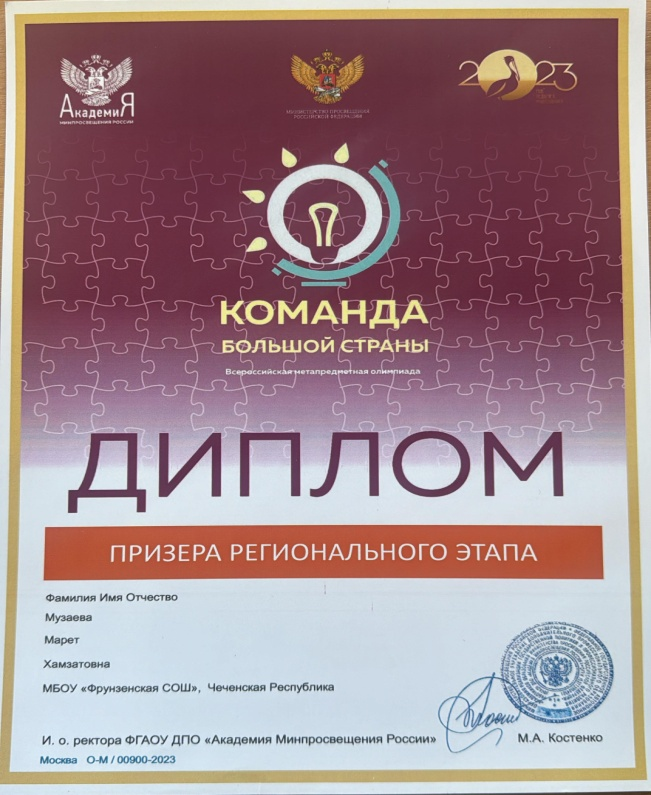 АкадемиЯ
МИНПРОСВЕЩЕНИЯ РОССИИ
МИНИСТЕРСТВО ПРОСВЕЩЕНИЯ
РОССИЙСКОЙ ФЕДЕРАЦИИ
2023
КОМАНДА
БОЛЬШОЙ СТРАНЫ
Всероссийская метапредметная олимпиада
ДИПЛОМ
ПРИЗЕРА РЕГИОНАЛЬНОГО ЭТАПА
Фамилия Имя Отчество
Музаева
Марет
Хамзатовна
МБОУ «Фрунзенская СОШ», Чеченская Республика
И. о. ректора ФГАОУ ДПО «Академия Минпросвещения России» М.А. Костенко
Москва О-М / 00900-2023